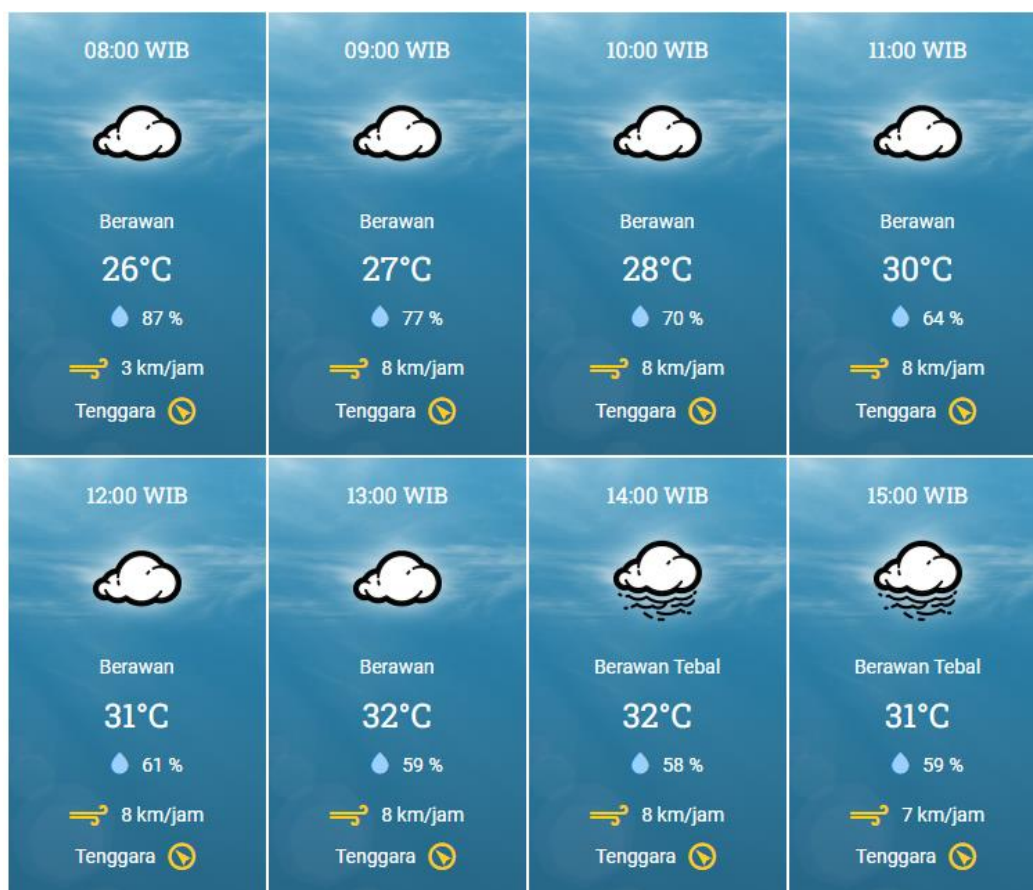 08:00 WIB
Berawan
26°C
87 %
3 km/jam
Tenggara
09:00 WIB
Berawan
27°C
77 %
8 km/jam
Tenggara
10:00 WIB
Berawan
28°C
70 %
8 km/jam
Tenggara
11:00 WIB
Berawan
30°C
64 %
8 km/jam
Tenggara
12:00 WIB
Berawan
31°C
61 %
8 km/jam
Tenggara
13:00 WIB
Berawan
32°C
59 %
8 km/jam
Tenggara
14:00 WIB
Berawan Tebal
32°C
58 %
8 km/jam
Tenggara
15:00 WIB
Berawan Tebal
31°C
59 %
7 km/jam
Tenggara